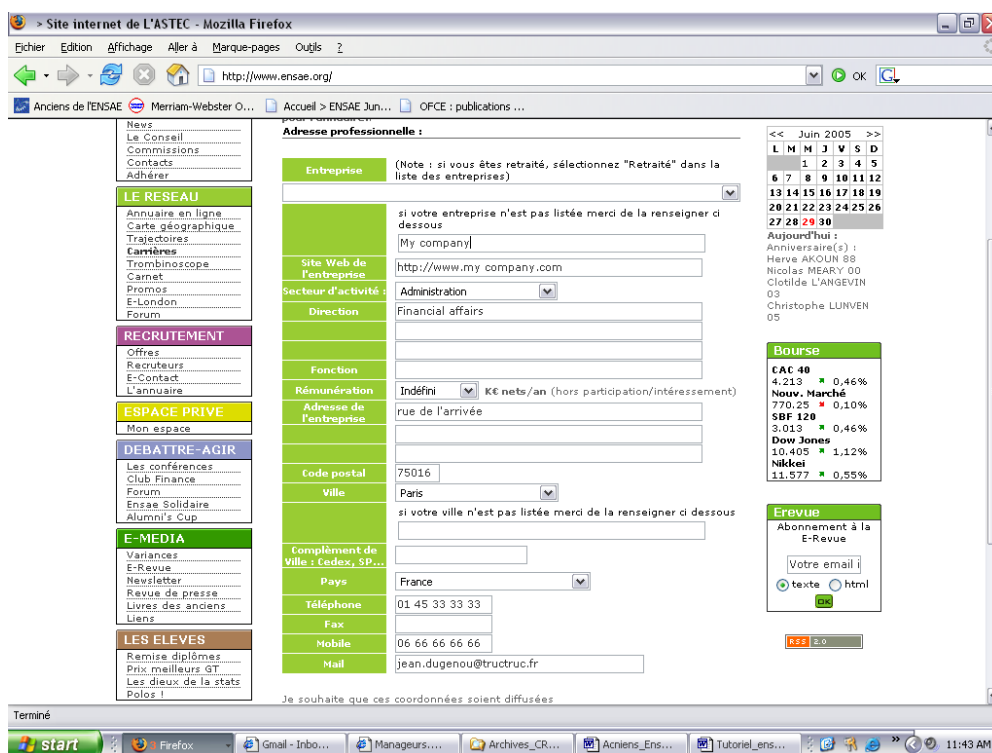 > Site internet de L'ASTEC - Mozilla Firefox
Fichier Edition Affichage Aller à Marque-pages Outils ?
http://www.ensae.org/
OK
Anciens de l'ENSAE Merriam-Webster O... Accueil > ENSAE Jun... OFCE : publications ...
News
Le Conseil
Commissions
Contacts
Adhérer
LE RESEAU
Annuaire en ligne
Carte géographique
Trajectoires
Carrières
Trombinoscope
Carnet
Promos
E-London
Forum
RECRUTEMENT
Offres
Recruteurs
E-Contact
L'annuaire
ESPACE PRIVE
Mon espace
DEBATTRE-AGIR
Les conférences
Club Finance
Forum
Ensae Solidaire
Alumni's Cup
E-MEDIA
Variances
E-Revue
Newsletter
Revue de presse
Livres des anciens
Liens
LES ELEVES
Remise diplômes
Prix meilleurs GT
Les dieux de la stats
Polos !
pour l'annuaire.
Adresse professionnelle :
Entreprise
(Note : si vous êtes retraité, sélectionnez "Retraité" dans la
liste des entreprises)
si votre entreprise n'est pas listée merci de la renseigner ci
dessous
My company
Site Web de
l'entreprise
http://www.my company.com
Secteur d'activité :
Administration
Direction
Financial affairs
Fonction
Rémunération
Indéfini
K€ nets/an (hors participation/intéressement)
Adresse de
l'entreprise
rue de l'arrivée
Code postal
75016
Ville
Paris
si votre ville n'est pas listée merci de la renseigner ci dessous
Complèment de
Ville : Cedex, SP...
Pays
France
Téléphone
01 45 33 33 33
Fax
Mobile
06 66 66 66 66
Mail
jean.dugenou@tructruc.fr
Je souhaite que ces coordonnées soient diffusées
<< Juin 2005 >>
L M M J V S D
1 2 3 4 5
6 7 8 9 10 11 12
13 14 15 16 17 18 19
20 21 22 23 24 25 26
27 28 29 30
Aujourd'hui :
Anniversaire(s) :
Herve AKOUN 88
Nicolas MEARY 00
Clotilde L'ANGEVIN
03
Christophe LUNVEN
05
Bourse
CAC 40
4.213 0,46%
Nouv. Marché
770.25 0,10%
SBF 120
3.013 0,46%
Dow Jones
10.405 1,12%
Nikkei
11.577 0,55%
Erevue
Abonnement à la
E-Revue
Votre email i
texte html
OK
RSS 2.0
Terminé
start 3 Firefox Gmail - Inbo... Manageurs.... Archives_CR... Acniens_Ens... Tutoriel_ens... 11:43 AM